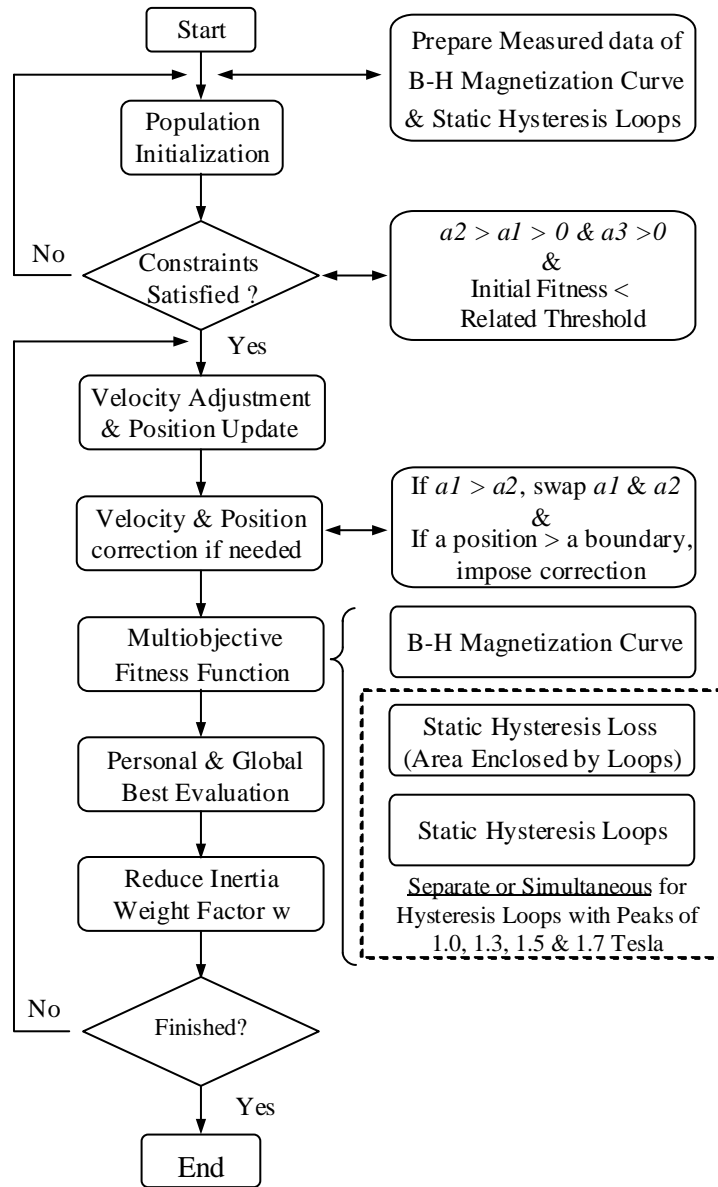 Start
Prepare Measured data of
B-H Magnetization Curve
& Static Hysteresis Loops
Population
Initialization
No
Constraints
Satisfied ?
a2 > a1 > 0 & a3 >0
&
Initial Fitness <
Related Threshold
Yes
Velocity Adjustment
& Position Update
Velocity & Position
correction if needed
If a1 > a2, swap a1 & a2
&
If a position > a boundary,
impose correction
Multiobjective
Fitness Function
B-H Magnetization Curve
Static Hysteresis Loss
(Area Enclosed by Loops)
Personal & Global
Best Evaluation
Static Hysteresis Loops
Reduce Inertia
Weight Factor w
Separate or Simultaneous for
Hysteresis Loops with Peaks of
1.0, 1.3, 1.5 & 1.7 Tesla
No
Finished?
Yes
End